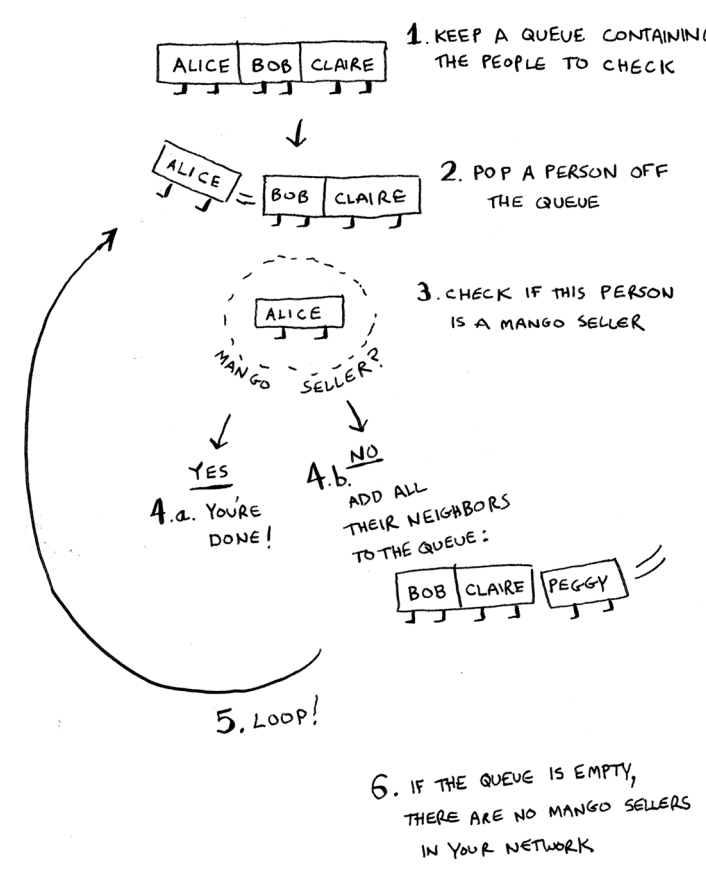 ALICE BOB CLAIRE
1. KEEP A QUEUE CONTAINING
THE PEOPLE TO CHECK
ALICE BOB CLAIRE
2. POP A PERSON OFF
THE QUEUE
ALICE
MANGO SELLER?
3. CHECK IF THIS PERSON
IS A MANGO SELLER
YES
4.a. YOU'RE
DONE!
NO
4.b.
ADD ALL
THEIR NEIGHBORS
TO THE QUEUE:
BOB CLAIRE PEGGY
5. LOOP!
6. IF THE QUEUE IS EMPTY,
THERE ARE NO MANGO SELLERS
IN YOUR NETWORK